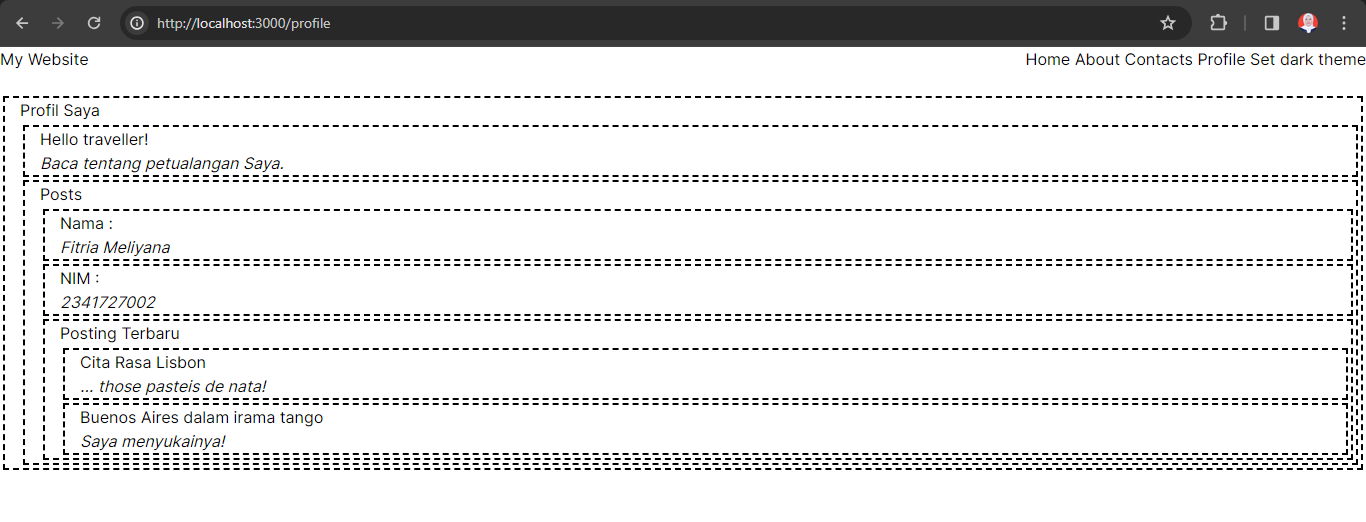 http://localhost:3000/profile
My Website
Home About Contacts Profile Set dark theme
Profil Saya
Hello traveller!
Baca tentang petualangan Saya.
Posts
Nama :
Fitria Meliyana
NIM :
2341727002
Posting Terbaru
Cita Rasa Lisbon
... those pasteis de nata!
Buenos Aires dalam irama tango
Saya menyukainya!